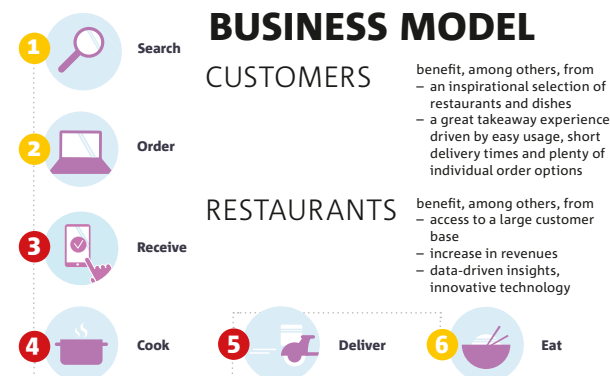 BUSINESS MODEL
1
Search
CUSTOMERS
benefit, among others, from
– an inspirational selection of
restaurants and dishes
– a great takeaway experience
driven by easy usage, short
delivery times and plenty of
individual order options
2
Order
RESTAURANTS
benefit, among others, from
– access to a large customer
base
– increase in revenues
– data-driven insights,
innovative technology
3
Receive
4
Cook
5
Deliver
6
Eat